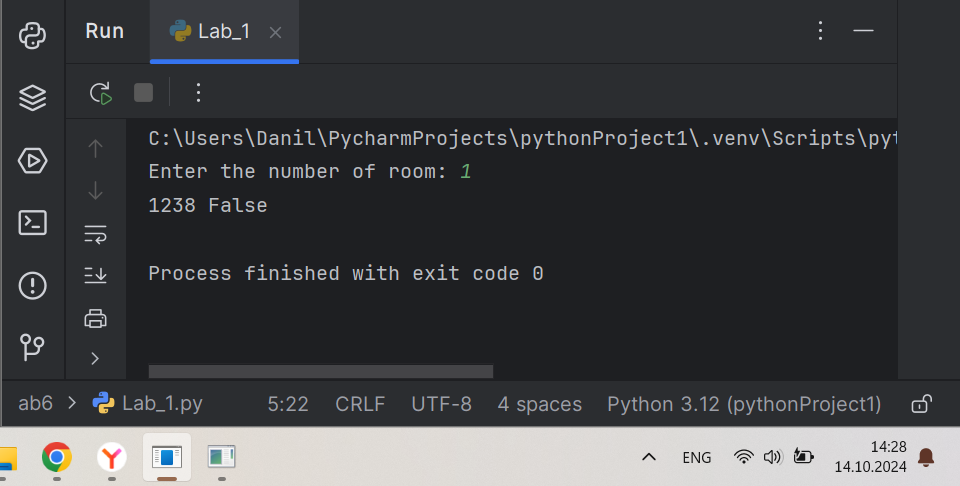 Run Lab_1
C:\Users\Danil\PycharmProjects\pythonProject1\.venv\Scripts\pyt
Enter the number of room: 1
1238 False
Process finished with exit code 0
ab6 > Lab_1.py 5:22 CRLF UTF-8 4 spaces Python 3.12 (pythonProject1)
ENG 14:28
14.10.2024